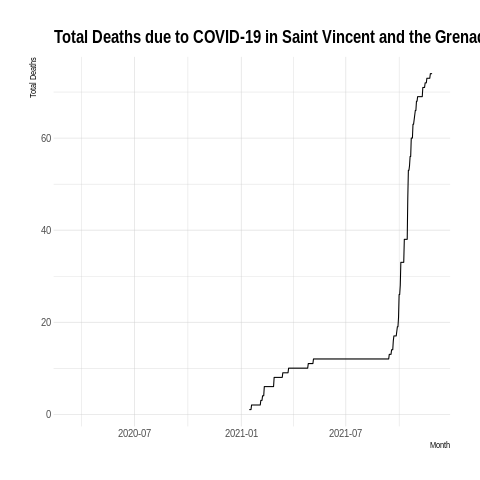 Total Deaths due to COVID-19 in Saint Vincent and the Grenad
Total Deaths
60
40
20
0
2020-07
2021-01
2021-07
Month